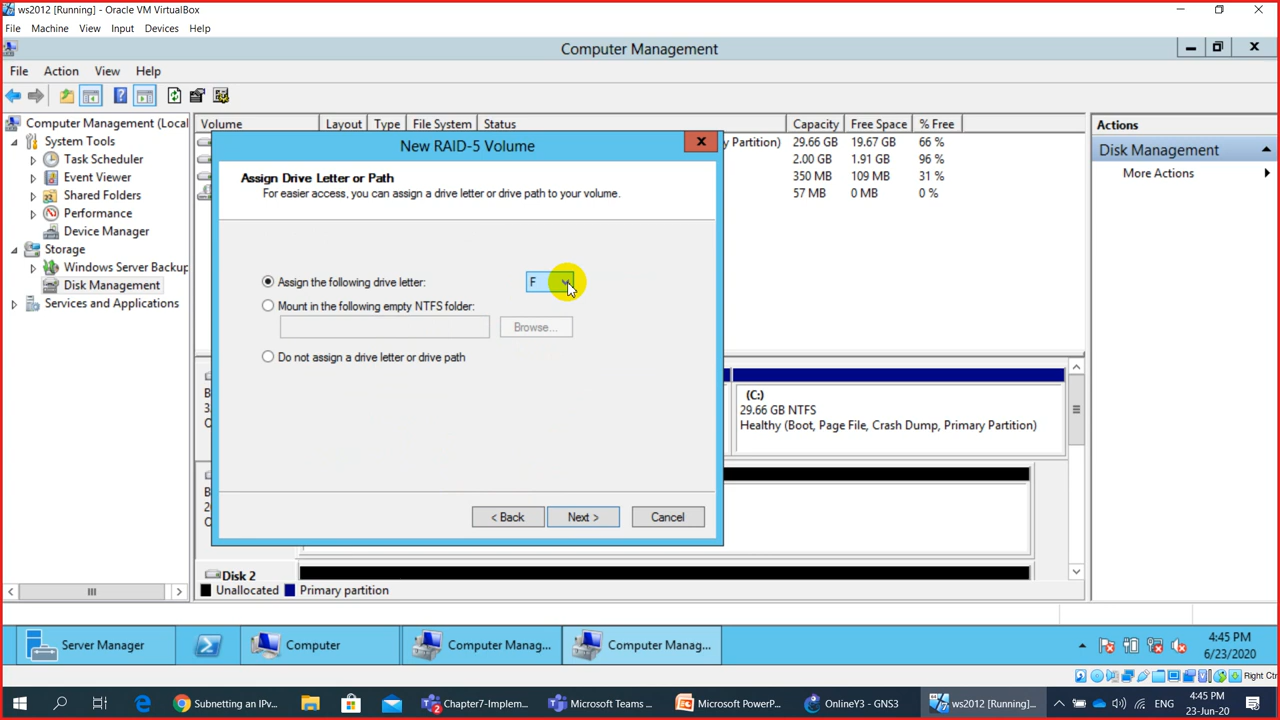 ws2012 [Running] - Oracle VM VirtualBox
File Machine View Input Devices Help
Computer Management
File Action View Help
Computer Management (Local
System Tools
Task Scheduler
Event Viewer
Shared Folders
Performance
Device Manager
Storage
Windows Server Backup
Disk Management
Services and Applications
Volume Layout Type File System Status Capacity Free Space % Free
y Partition) 29.66 GB 19.67 GB 66 %
2.00 GB 1.91 GB 96 %
350 MB 109 MB 31 %
57 MB 0 MB 0 %
New RAID-5 Volume
Assign Drive Letter or Path
For easier access, you can assign a drive letter or drive path to your volume.
Assign the following drive letter: F
Mount in the following empty NTFS folder:
Browse...
Do not assign a drive letter or drive path
< Back Next > Cancel
B
3
O
(C:)
29.66 GB NTFS
Healthy (Boot, Page File, Crash Dump, Primary Partition)
B
20
O
Disk 2
Unallocated Primary partition
Actions
Disk Management
More Actions
Server Manager Computer Computer Manag... Computer Manag...
4:45 PM
6/23/2020
Right Ctrl
Subnetting an IPv... Chapter7-Implem... Microsoft Teams ... Microsoft PowerP... OnlineY3 - GNS3 ws2012 [Running]...
ENG
4:45 PM
23-Jun-20